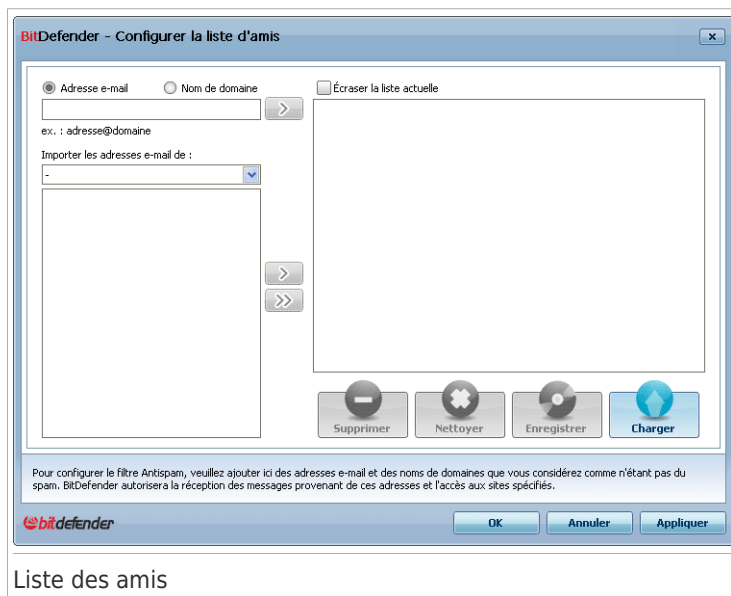 BitDefender - Configurer la liste d'amis
Adresse e-mail
Nom de domaine
Écraser la liste actuelle
ex. : adresse@domaine
Importer les adresses e-mail de :
-
Supprimer
Nettoyer
Enregistrer
Charger
Pour configurer le filtre Antispam, veuillez ajouter ici des adresses e-mail et des noms de domaines que vous considérez comme n'étant pas du
spam. BitDefender autorisera la réception des messages provenant de ces adresses et l'accès aux sites spécifiés.
bitdefender
OK
Annuler
Appliquer
Liste des amis